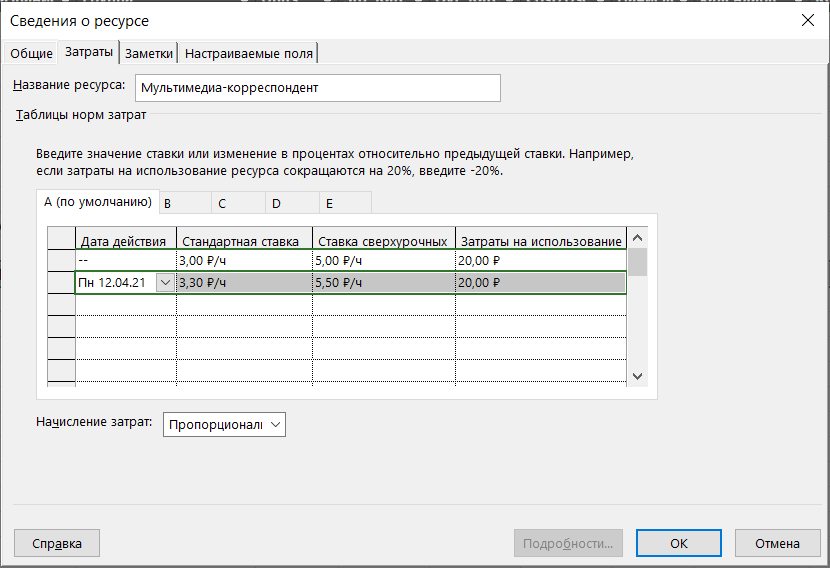 Сведения о ресурсе
Общие Затраты Заметки Настраиваемые поля
Название ресурса: Мультимедиа-корреспондент
Таблицы норм затрат
Введите значение ставки или изменение в процентах относительно предыдущей ставки. Например,
если затраты на использование ресурса сокращаются на 20%, введите -20%.
A (по умолчанию) B C D E
Дата действия Стандартная ставка Ставка сверхурочных Затраты на использование
-- 3,00 ₽/ч 5,00 ₽/ч 20,00 ₽
Пн 12.04.21 3,30 ₽/ч 5,50 ₽/ч 20,00 ₽
Начисление затрат: Пропорционалы
Справка Подробности... ОК Отмена